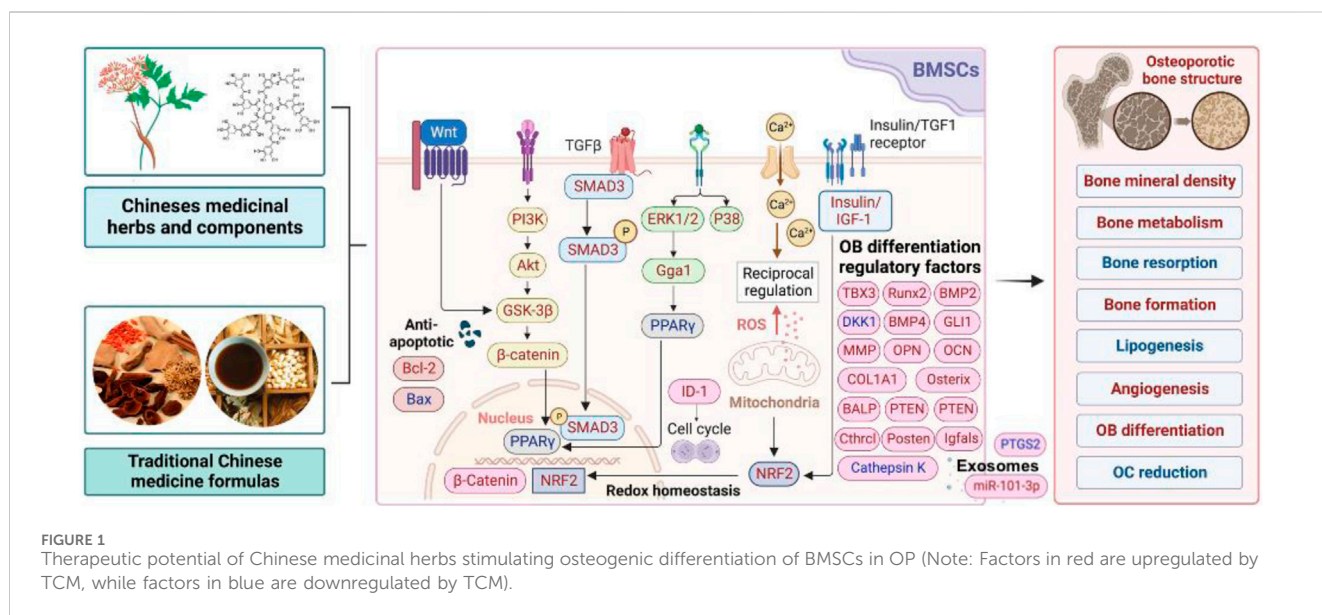 Chineses medicinal
herbs and components
Traditional Chinese
medicine formulas
BMSCs
Wnt
TGFβ
SMAD3
PI3K
Akt
GSK-3β
β-catenin
SMAD3
P
ERK1/2
P38
Gga1
PPARγ
Ca²⁺
Ca²⁺
Ca²⁺
Reciprocal
regulation
ROS
Mitochondria
Insulin/TGF1
receptor
Insulin/
IGF-1
Anti-
apoptotic
Bcl-2
Bax
Nucleus
P
SMAD3
PPARγ
ID-1
Cell cycle
β-Catenin
NRF2
Redox homeostasis
NRF2
OB differentiation
regulatory factors
TBX3 Runx2 BMP2
DKK1 BMP4 GLI1
MMP OPN OCN
COL1A1 Osterix
BALP PTEN PTEN
Cthrcl Posten Igfals
Cathepsin K
PTGS2
Exosomes
miR-101-3p
Osteoporotic
bone structure
Bone mineral density
Bone metabolism
Bone resorption
Bone formation
Lipogenesis
Angiogenesis
OB differentiation
OC reduction
FIGURE 1
Therapeutic potential of Chinese medicinal herbs stimulating osteogenic differentiation of BMSCs in OP (Note: Factors in red are upregulated by
TCM, while factors in blue are downregulated by TCM).